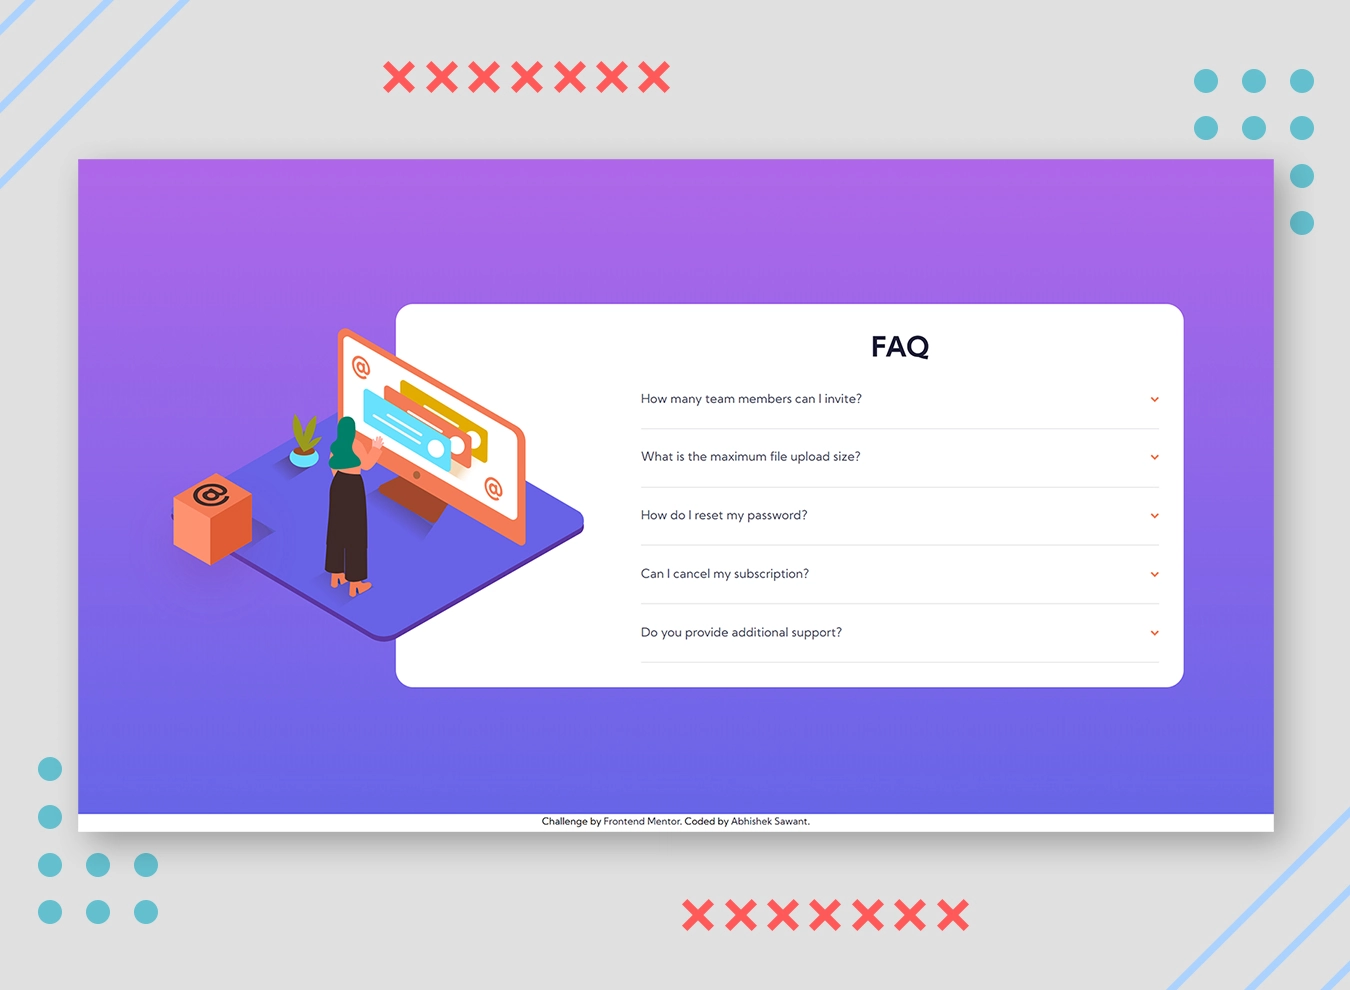 FAQ
How many team members can I invite?
What is the maximum file upload size?
How do I reset my password?
Can I cancel my subscription?
Do you provide additional support?
@
@
@
Challenge by Frontend Mentor. Coded by Abhishek Sawant.